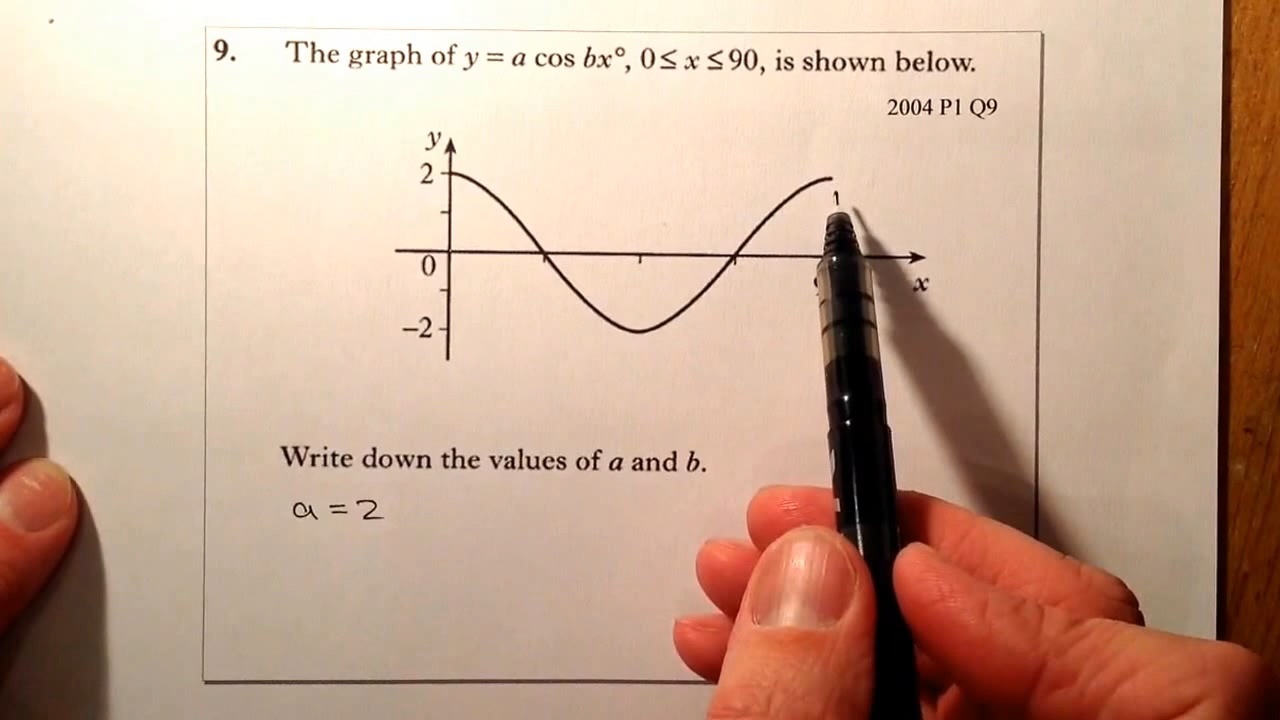 9. The graph of y = a cos bx°, 0 ≤ x ≤ 90, is shown below.
2004 P1 Q9
y
2
0
x
−2
Write down the values of a and b.
a = 2